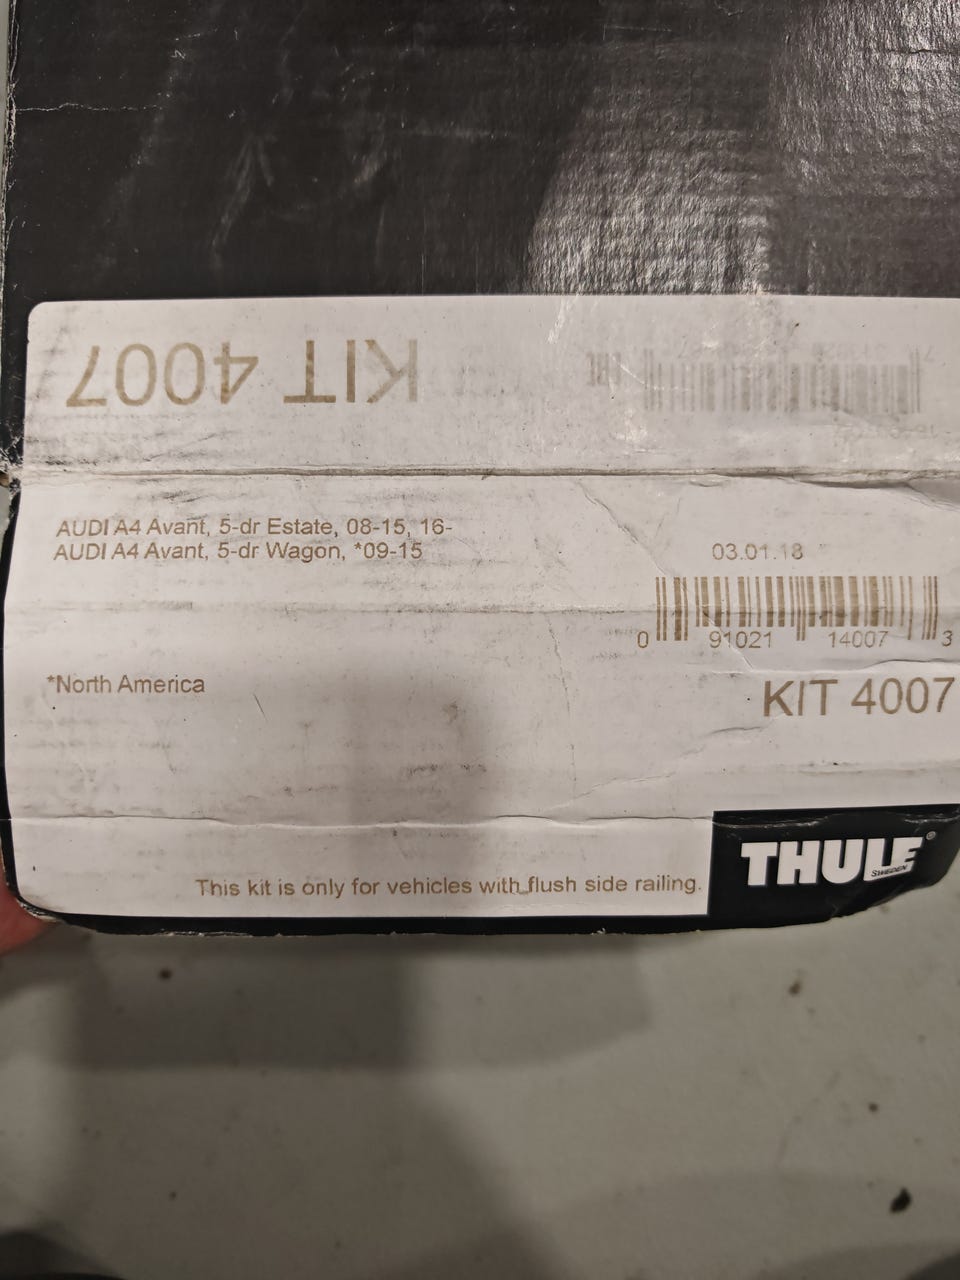 KIT 4007
AUDI A4 Avant, 5-dr Estate, 08-15, 16-
AUDI A4 Avant, 5-dr Wagon, *09-15
03.01.18
0 91021 14007 3
*North America
KIT 4007
THULE®
SWEDEN
This kit is only for vehicles with flush side railing.